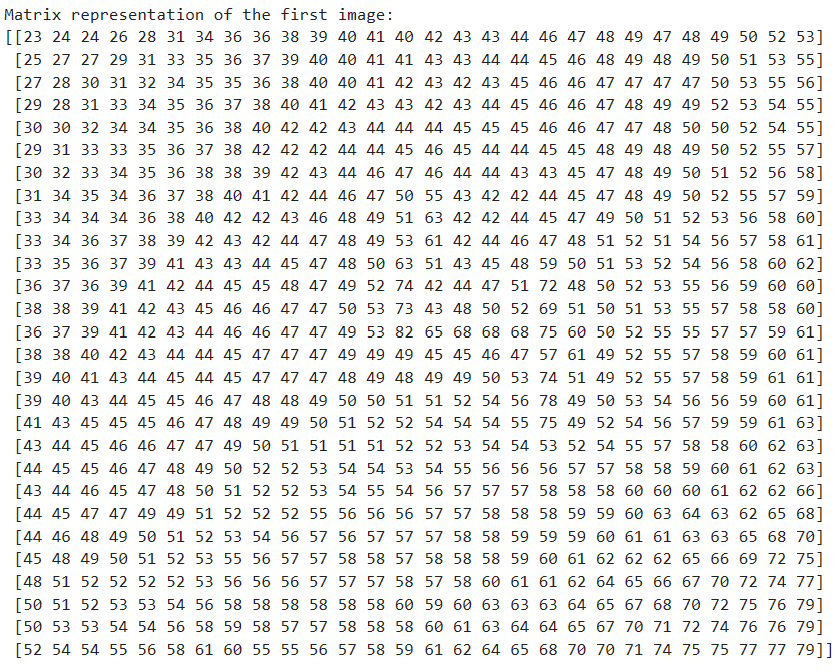 Matrix representation of the first image:
[[23 24 24 26 28 31 34 36 36 38 39 40 41 40 42 43 43 44 46 47 48 49 47 48 49 50 52 53]
[25 27 27 29 31 33 35 36 37 39 40 40 41 41 43 43 44 44 45 46 48 49 48 49 50 51 53 55]
[27 28 30 31 32 34 35 35 36 38 40 40 41 42 43 42 43 45 46 46 47 47 47 47 50 53 55 56]
[29 28 31 33 34 35 36 37 38 40 41 42 43 43 42 43 44 45 46 46 47 48 49 49 52 53 54 55]
[30 30 32 34 34 35 36 38 40 42 42 43 44 44 44 45 45 45 46 46 47 47 48 50 50 52 54 55]
[29 31 33 33 35 36 37 38 42 42 42 44 44 45 46 45 44 44 45 45 48 49 48 49 50 52 55 57]
[30 32 33 34 35 36 38 38 39 42 43 44 46 47 46 44 44 43 43 45 47 48 49 50 51 52 56 58]
[31 34 35 34 36 37 38 40 41 42 44 46 47 50 55 43 42 42 44 45 47 48 49 50 52 55 57 59]
[33 34 34 34 36 38 40 42 42 43 46 48 49 51 63 42 42 44 45 47 49 50 51 52 53 56 58 60]
[33 34 36 37 38 39 42 43 42 44 47 48 49 53 61 42 44 46 47 48 51 52 51 54 56 57 58 61]
[33 35 36 37 39 41 43 43 44 45 47 48 50 63 51 43 45 48 59 50 51 53 52 54 56 58 60 62]
[36 37 36 39 41 42 44 45 45 48 47 49 52 74 42 44 47 51 72 48 50 52 53 55 56 59 60 60]
[38 38 39 41 42 43 45 46 46 47 47 50 53 73 43 48 50 52 69 51 50 51 53 55 57 58 58 60]
[36 37 39 41 42 43 44 46 46 47 47 49 53 82 65 68 68 68 75 60 50 52 55 55 57 57 59 61]
[38 38 40 42 43 44 44 45 47 47 47 49 49 49 45 45 46 47 57 61 49 52 55 57 58 59 60 61]
[39 40 41 43 44 45 44 45 47 47 47 48 49 48 49 49 50 53 74 51 49 52 55 57 58 59 61 61]
[39 40 43 44 45 45 46 47 48 48 49 50 50 51 51 52 54 56 78 49 50 53 54 56 56 59 60 61]
[41 43 45 45 45 46 47 48 49 49 50 51 52 52 54 54 54 55 75 49 52 54 56 57 59 59 61 63]
[43 44 45 46 46 47 47 49 50 51 51 51 51 52 52 53 54 54 53 52 54 55 57 58 58 60 62 63]
[44 45 45 46 47 48 49 50 52 52 53 54 54 53 54 55 56 56 56 57 57 58 58 59 60 61 62 63]
[43 44 46 45 47 48 50 51 52 52 53 54 55 54 56 57 57 57 58 58 58 60 60 60 61 62 62 66]
[44 45 47 47 49 49 51 52 52 52 55 56 56 56 57 57 58 58 58 59 59 60 63 64 63 62 65 68]
[44 46 48 49 50 51 52 53 54 56 57 56 57 57 57 58 58 59 59 59 60 61 61 63 63 65 68 70]
[45 48 49 50 51 52 53 55 56 57 57 58 58 57 58 58 58 59 60 61 62 62 62 65 66 69 72 75]
[48 51 52 52 52 52 53 56 56 56 57 57 57 58 57 58 60 61 61 62 64 65 66 67 70 72 74 77]
[50 51 52 53 53 54 56 58 58 58 58 58 58 60 59 60 63 63 63 64 65 67 68 70 72 75 76 79]
[50 53 53 54 54 56 58 59 58 57 57 58 58 58 60 61 63 64 64 65 67 70 71 72 74 76 76 79]
[52 54 54 55 56 58 61 60 55 55 56 57 58 59 61 62 64 65 68 70 70 71 74 75 75 77 77 79]]